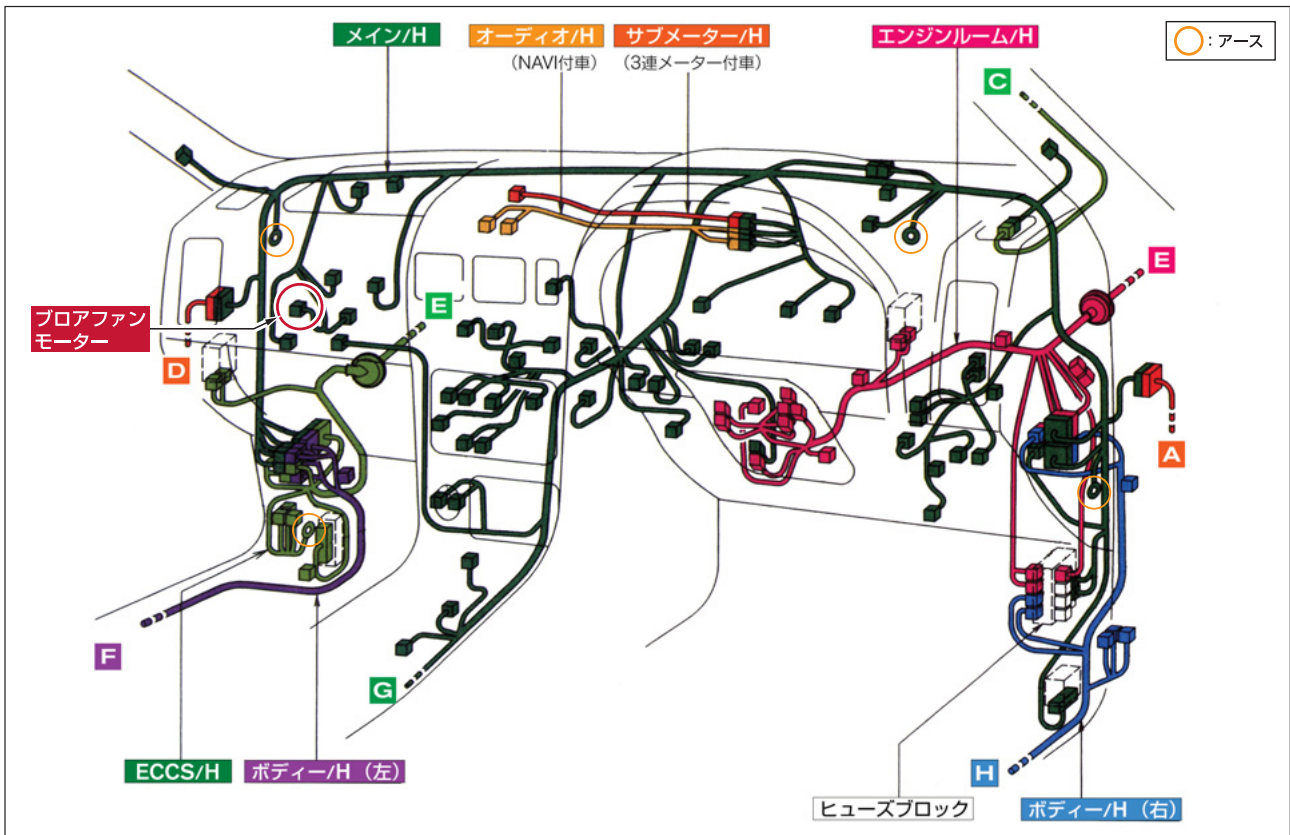 メイン/H
オーディオ/H
(NAVI付車)
サブメーター/H
(3連メーター付車)
エンジンルーム/H
: アース
C
E
E
ブロアファン
モーター
D
A
F
G
H
ECCS/H
ボディー/H (左)
ヒューズブロック
ボディー/H (右)